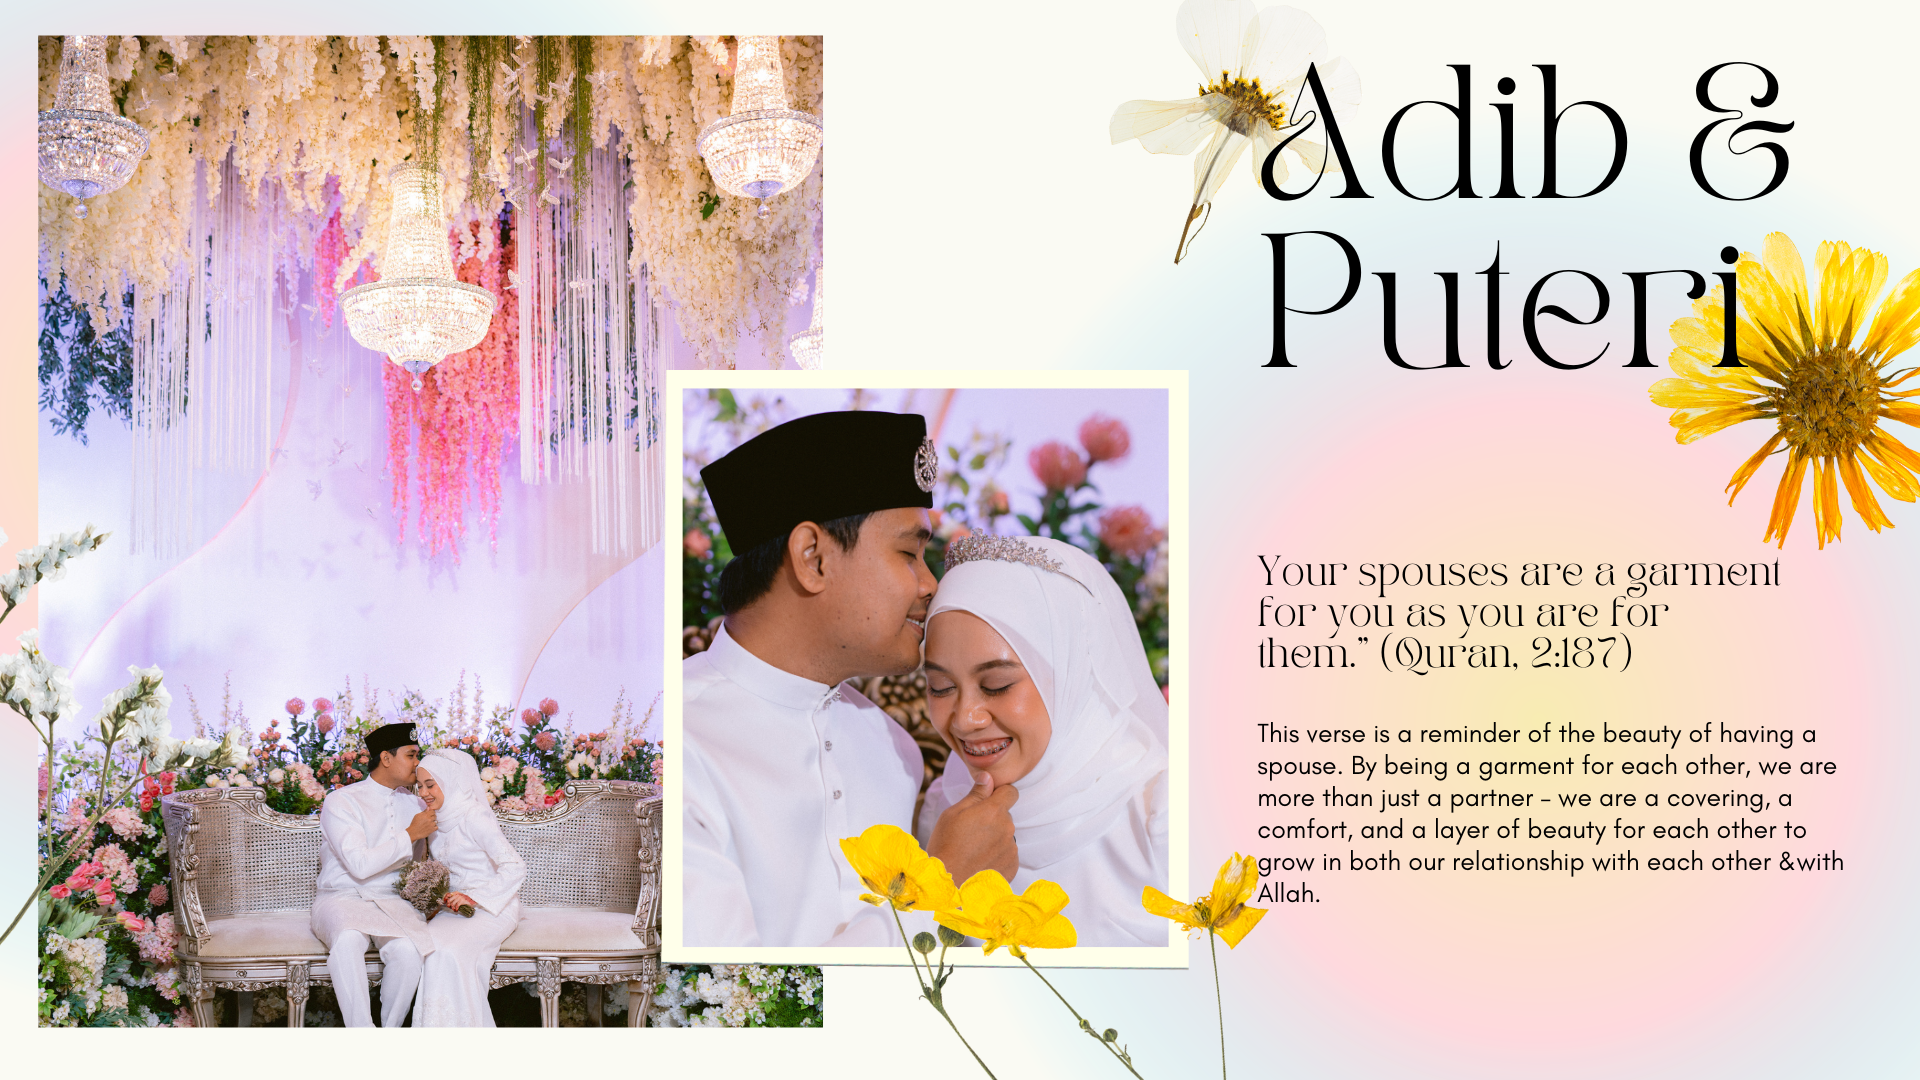 Adib &
Puteri
Your spouses are a garment
for you as you are for
them.” (Quran, 2:187)
This verse is a reminder of the beauty of having a
spouse. By being a garment for each other, we are
more than just a partner – we are a covering, a
comfort, and a layer of beauty for each other to
grow in both our relationship with each other &with
Allah.